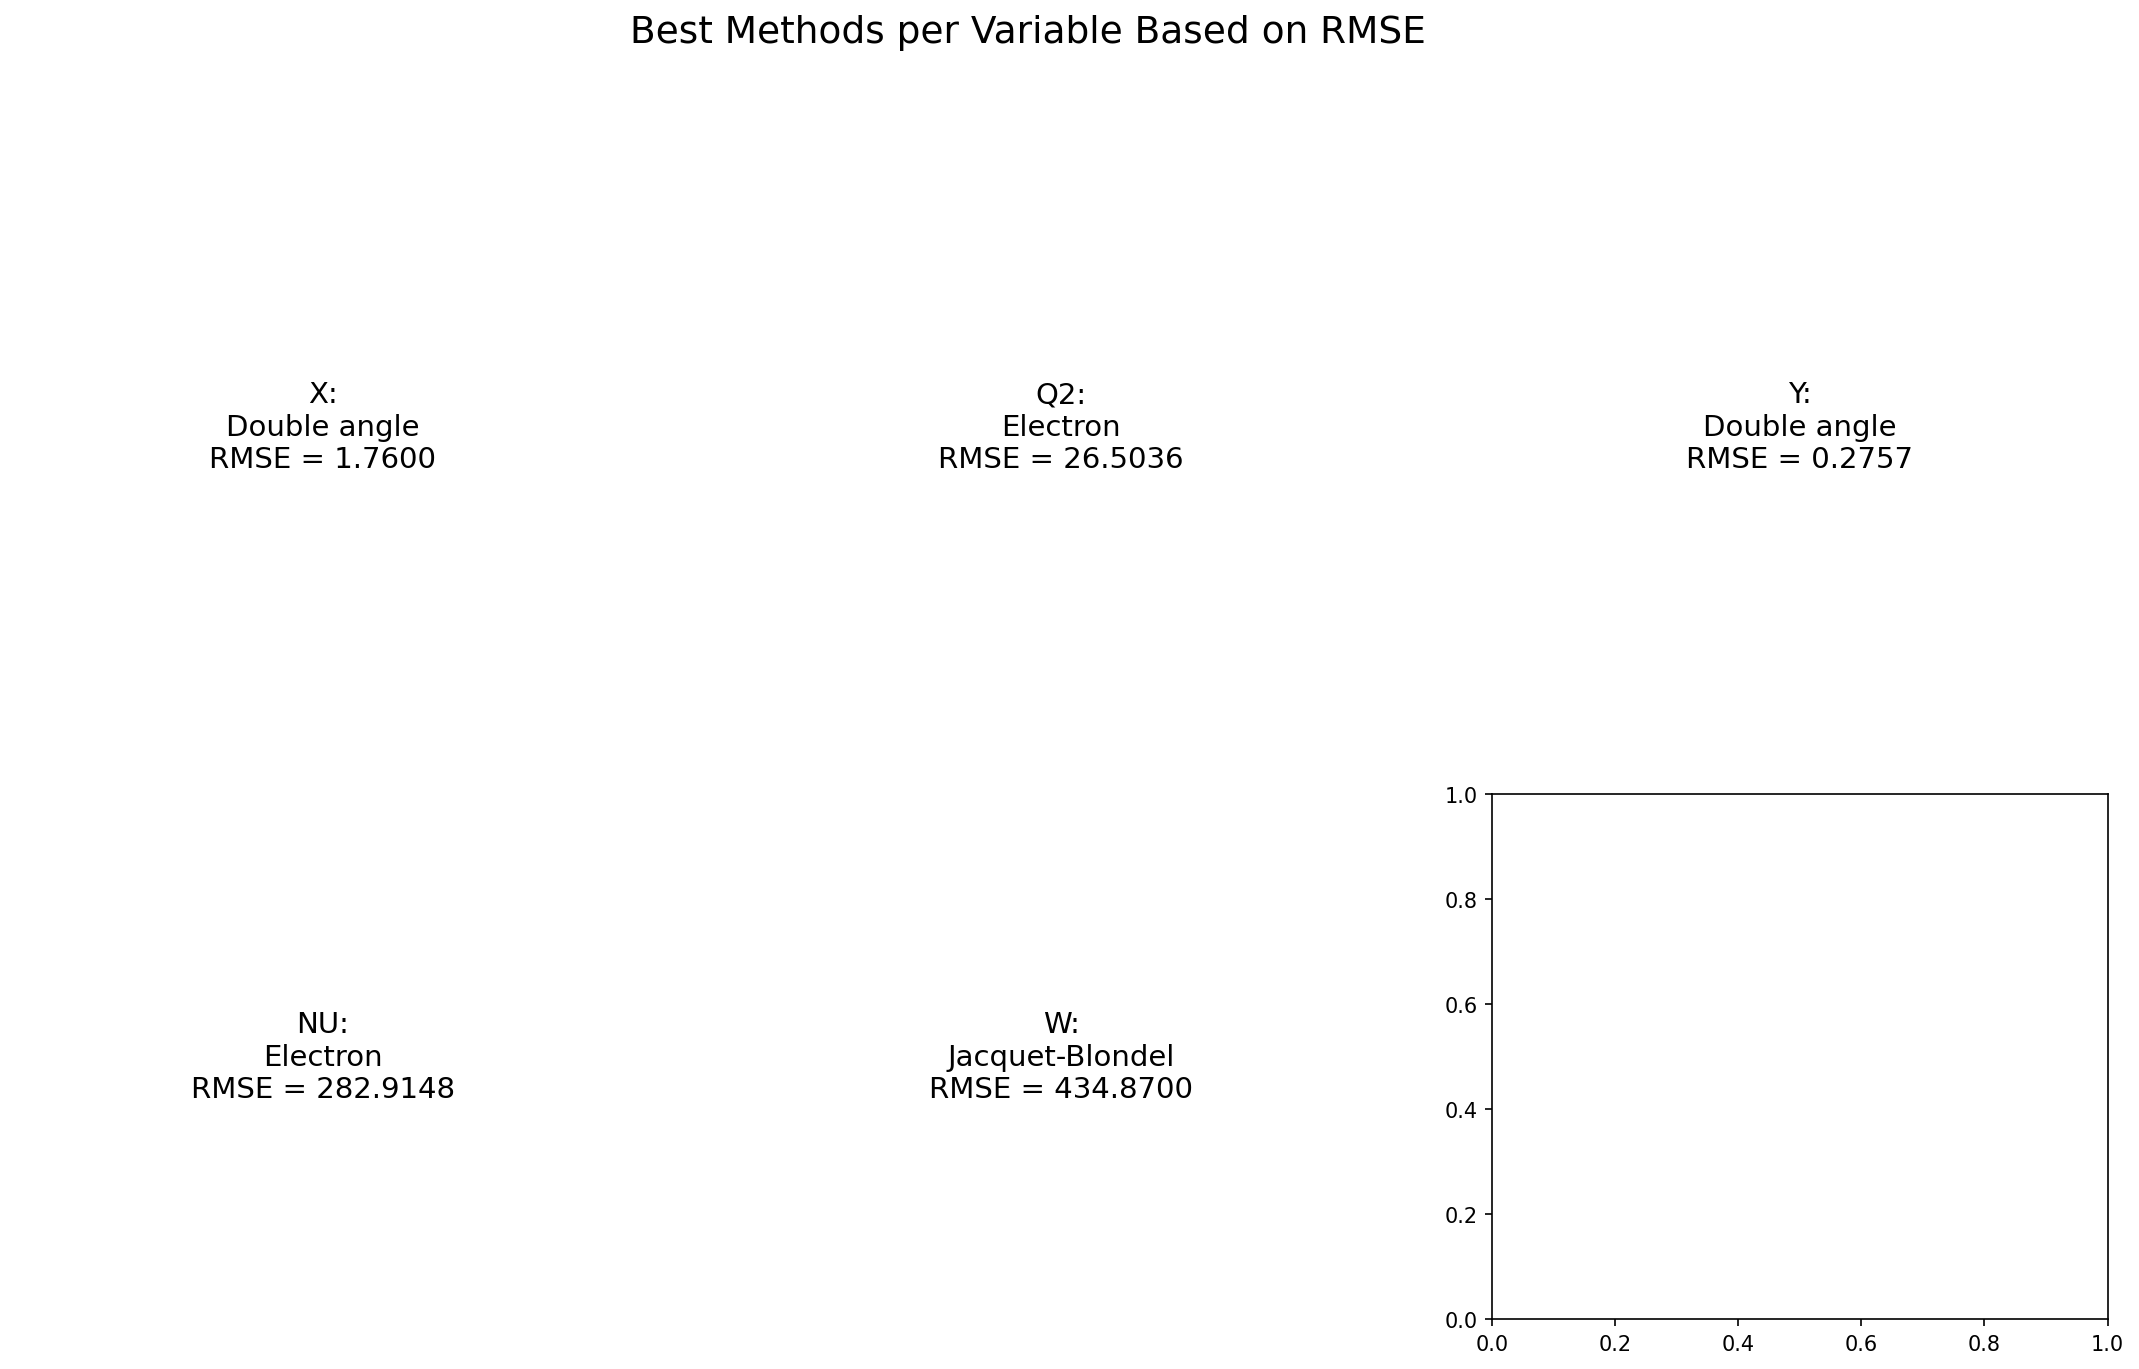 Best Methods per Variable Based on RMSE
X:
Double angle
RMSE = 1.7600
Q2:
Electron
RMSE = 26.5036
Y:
Double angle
RMSE = 0.2757
NU:
Electron
RMSE = 282.9148
W:
Jacquet-Blondel
RMSE = 434.8700
1.0
0.8
0.6
0.4
0.2
0.0
0.0 0.2 0.4 0.6 0.8 1.0